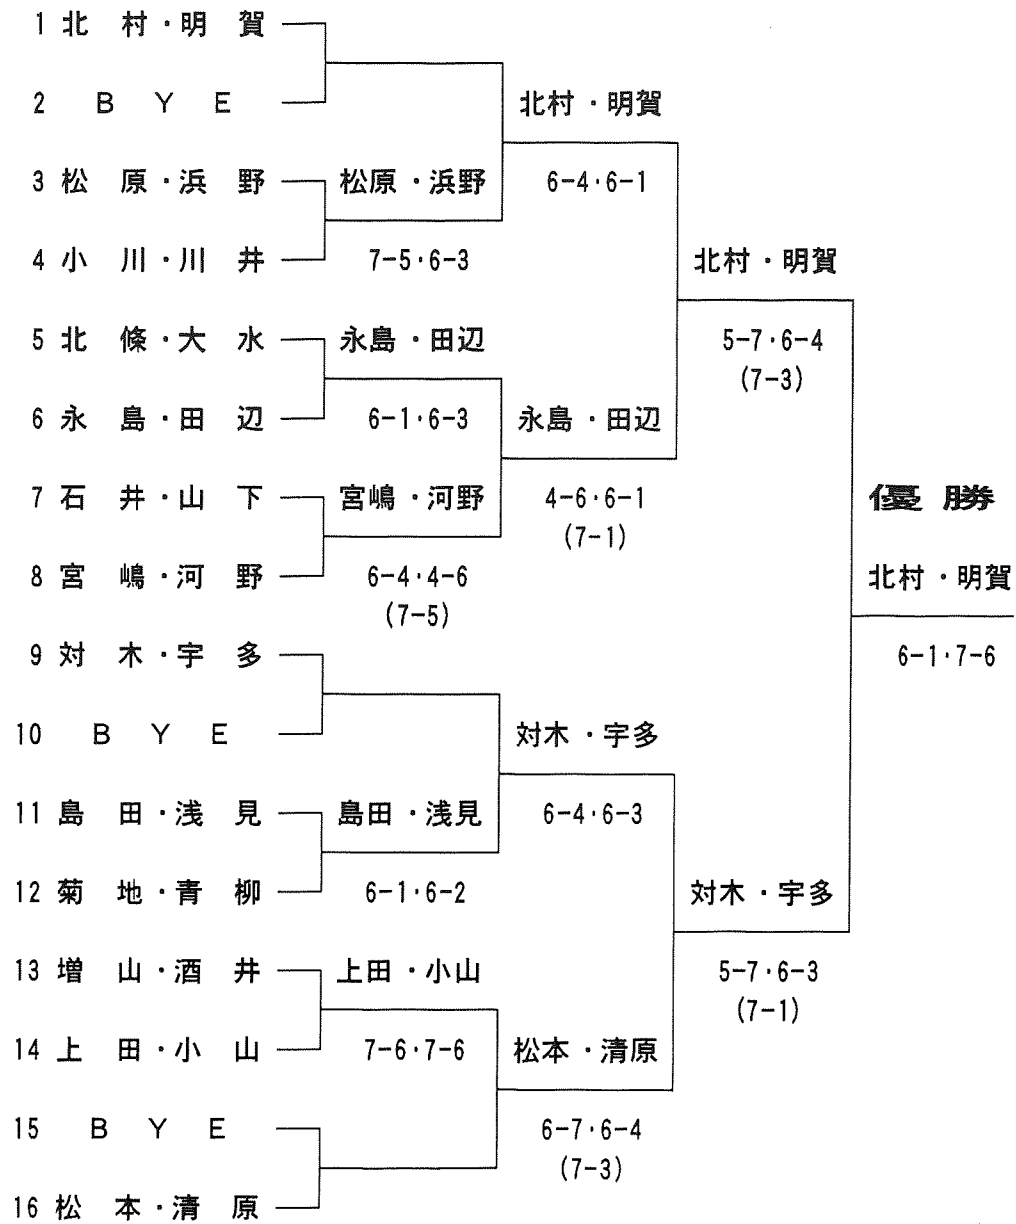 1 北 村・明 賀
2 B Y E 北村・明賀
3 松 原・浜 野 松原・浜野 6-4・6-1
4 小 川・川 井 7-5・6-3 北村・明賀
5 北 條・大 水 永島・田辺 5-7・6-4
(7-3)
6 永 島・田 辺 6-1・6-3 永島・田辺
7 石 井・山 下 宮嶋・河野 4-6・6-1 優 勝
(7-1)
8 宮 嶋・河 野 6-4・4-6 北村・明賀
(7-5)
9 対 木・宇 多 6-1・7-6
10 B Y E 対木・宇多
11 島 田・浅 見 島田・浅見 6-4・6-3
12 菊 地・青 柳 6-1・6-2 対木・宇多
13 増 山・酒 井 上田・小山 5-7・6-3
(7-1)
14 上 田・小 山 7-6・7-6 松本・清原
15 B Y E 6-7・6-4
(7-3)
16 松 本・清 原